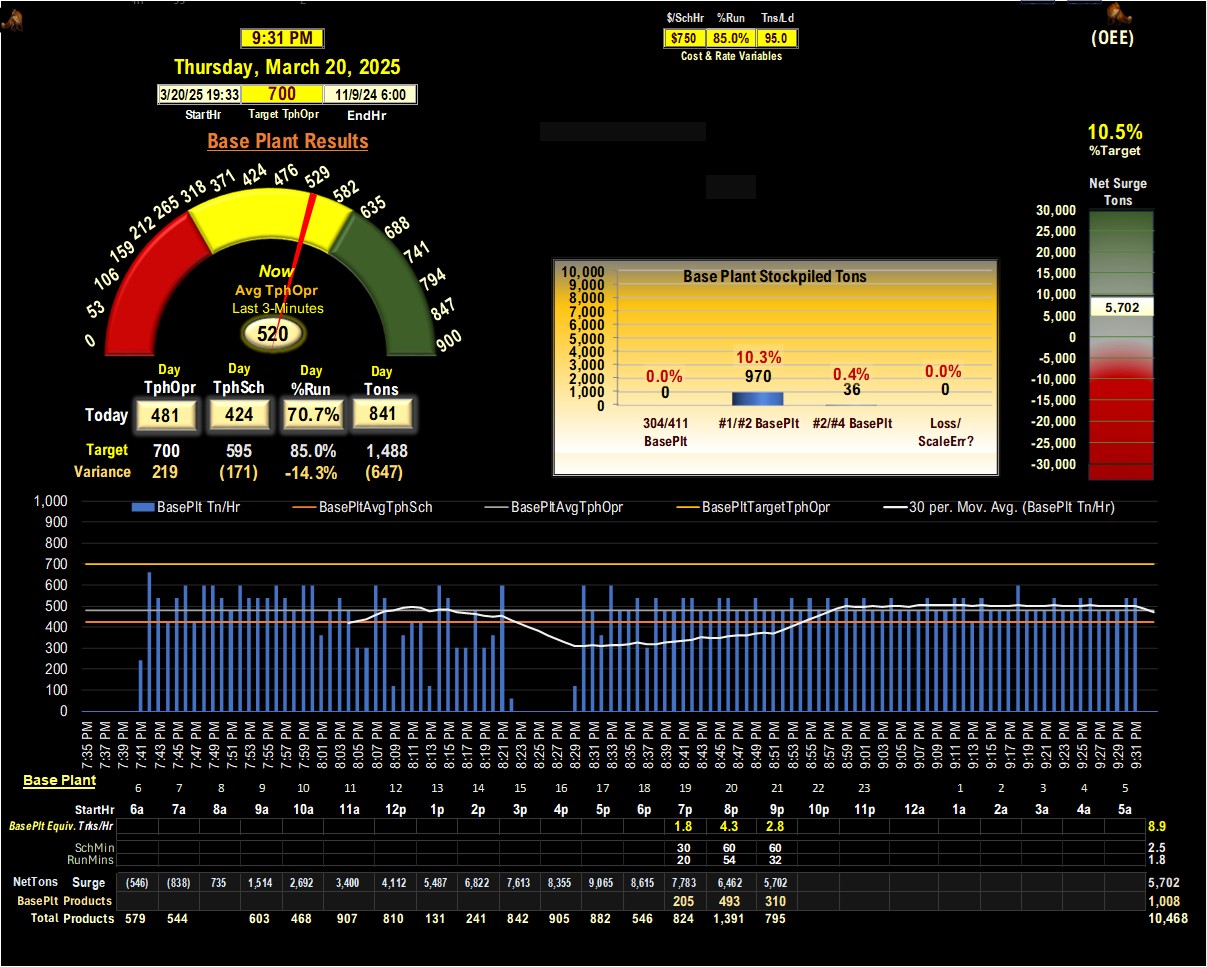 $/SchHr %Run Tns/Ld
$750 85.0% 95.0
Cost & Rate Variables
(OEE)
9:31 PM
Thursday, March 20, 2025
3/20/25 19:33 700 11/9/24 6:00
StartHr Target TphOpr EndHr
Base Plant Results
10.5%
%Target
Net Surge
Tons
0 53 106 159 212 265 318 371 424 476 529 582 635 688 741 794 847 900
Now
Avg TphOpr
Last 3-Minutes
520
30,000
25,000
20,000
15,000
10,000
5,702
5,000
0
-5,000
-10,000
-15,000
-20,000
-25,000
-30,000
Base Plant Stockpiled Tons
10,000
9,000
8,000
7,000
6,000
5,000
4,000
3,000
2,000
1,000
0
0.0% 10.3% 0.4% 0.0%
0 970 36 0
304/411 BasePlt
#1/#2 BasePlt
#2/#4 BasePlt
Loss/ ScaleErr?
Day Day Day Day
TphOpr TphSch %Run Tons
Today 481 424 70.7% 841
Target 700 595 85.0% 1,488
Variance 219 (171) -14.3% (647)
BasePlt Tn/Hr BasePltAvgTphSch BasePltAvgTphOpr BasePltTargetTphOpr 30 per. Mov. Avg. (BasePlt Tn/Hr)
1,000
900
800
700
600
500
400
300
200
100
0
7:35 PM 7:37 PM 7:39 PM 7:41 PM 7:43 PM 7:45 PM 7:47 PM 7:49 PM 7:51 PM 7:53 PM 7:55 PM 7:57 PM 7:59 PM 8:01 PM 8:03 PM 8:05 PM 8:07 PM 8:09 PM 8:11 PM 8:13 PM 8:15 PM 8:17 PM 8:19 PM 8:21 PM 8:23 PM 8:25 PM 8:27 PM 8:29 PM 8:31 PM 8:33 PM 8:35 PM 8:37 PM 8:39 PM 8:41 PM 8:43 PM 8:45 PM 8:47 PM 8:49 PM 8:51 PM 8:53 PM 8:55 PM 8:57 PM 8:59 PM 9:01 PM 9:03 PM 9:05 PM 9:07 PM 9:09 PM 9:11 PM 9:13 PM 9:15 PM 9:17 PM 9:19 PM 9:21 PM 9:23 PM 9:25 PM 9:27 PM 9:29 PM 9:31 PM
Base Plant
6 7 8 9 10 11 12 13 14 15 16 17 18 19 20 21 22 23 1 2 3 4 5
StartHr 6a 7a 8a 9a 10a 11a 12p 1p 2p 3p 4p 5p 6p 7p 8p 9p 10p 11p 12a 1a 2a 3a 4a 5a
BasePlt Equiv. Trks/Hr 1.8 4.3 2.8 8.9
SchMin 30 60 60 2.5
RunMins 20 54 32 1.8
NetTons Surge (546) (838) 735 1,514 2,692 3,400 4,112 5,487 6,822 7,613 8,355 9,065 8,615 7,783 6,462 5,702 5,702
BasePlt Products 205 493 310 1,008
Total Products 579 544 603 468 907 810 131 241 842 905 882 546 824 1,391 795 10,468